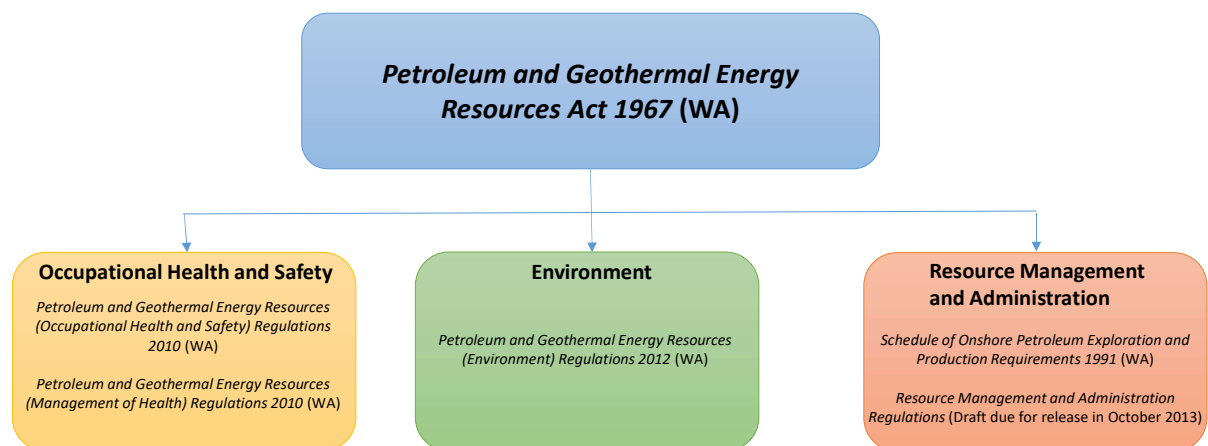 Petroleum and Geothermal Energy
Resources Act 1967 (WA)
Occupational Health and Safety
Petroleum and Geothermal Energy Resources
(Occupational Health and Safety) Regulations
2010 (WA)
Petroleum and Geothermal Energy Resources
(Management of Health) Regulations 2010 (WA)
Environment
Petroleum and Geothermal Energy Resources
(Environment) Regulations 2012 (WA)
Resource Management
and Administration
Schedule of Onshore Petroleum Exploration and
Production Requirements 1991 (WA)
Resource Management and Administration
Regulations (Draft due for release in October 2013)